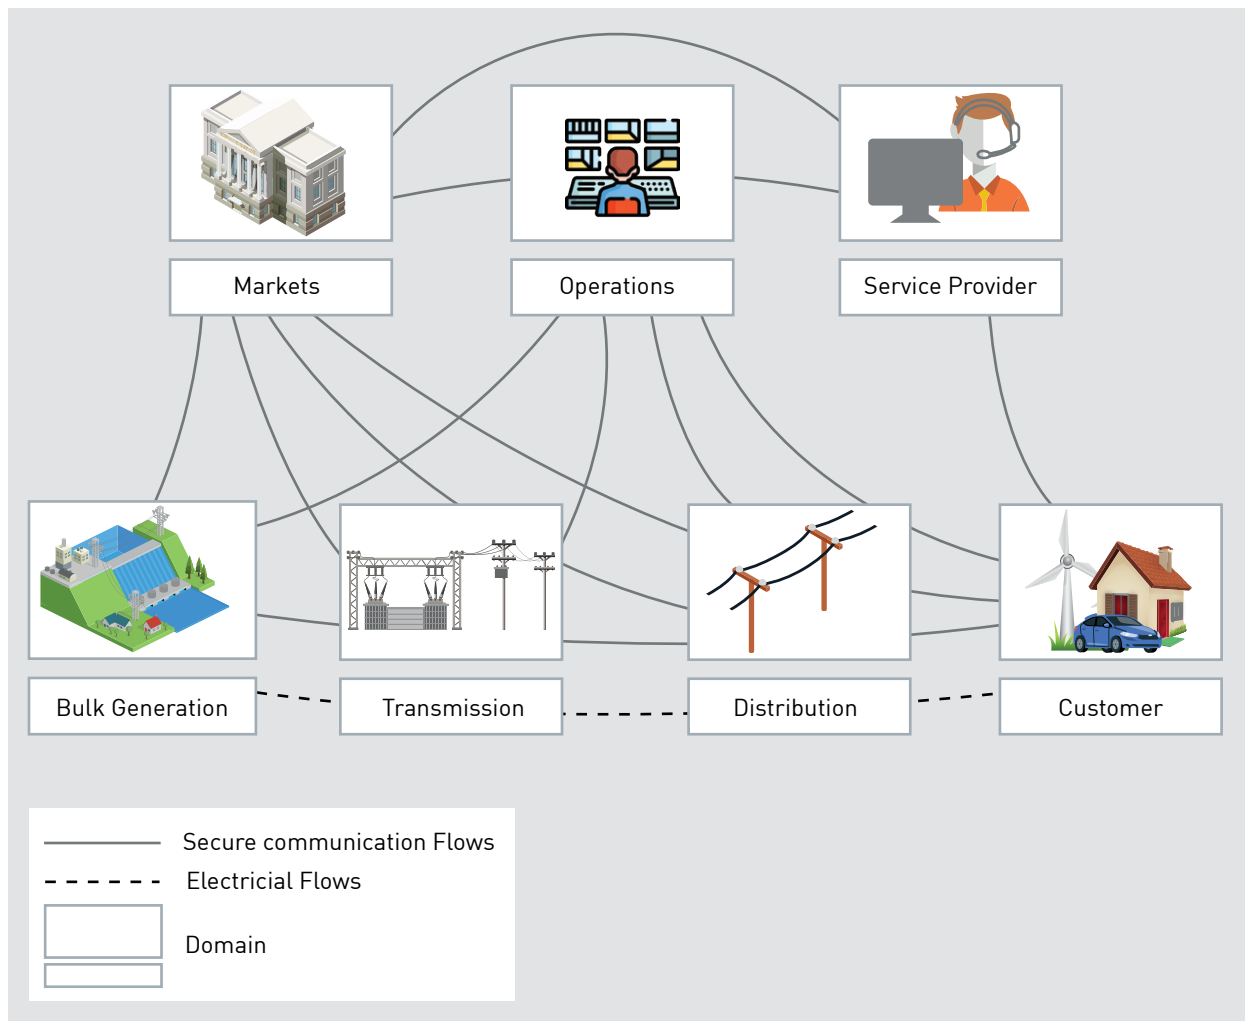 Markets
Operations
Service Provider
Bulk Generation
Transmission
Distribution
Customer
Secure communication Flows
Electricial Flows
Domain